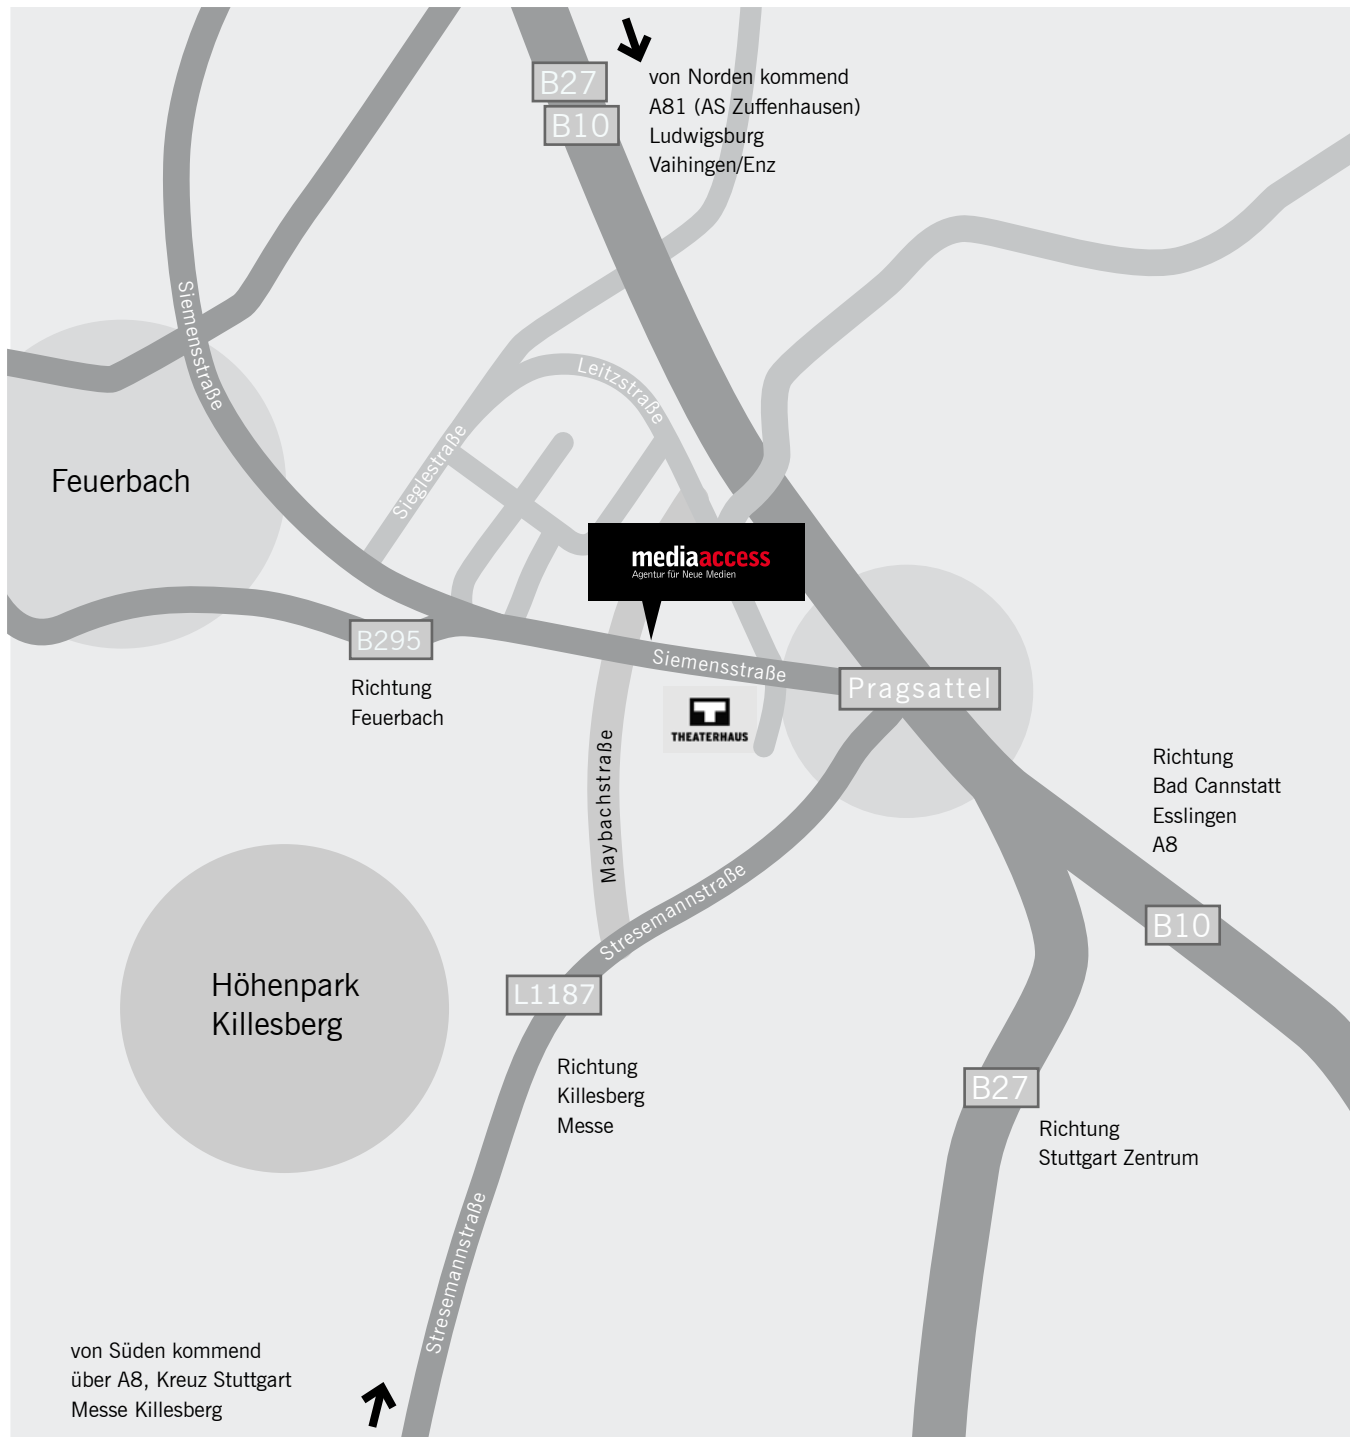 B27
B10
von Norden kommend
A81 (AS Zuffenhausen)
Ludwigsburg
Vaihingen/Enz
Siemensstraße
Leitzstraße
Sieglestraße
Feuerbach
mediaaccess
Agentur für Neue Medien
B295
Richtung
Feuerbach
Siemensstraße
Pragsattel
THEATERHAUS
Maybachstraße
Richtung
Bad Cannstatt
Esslingen
A8
Stresemannstraße
B10
Höhenpark
Killesberg
L1187
Richtung
Killesberg
Messe
B27
Richtung
Stuttgart Zentrum
Stresemannstraße
von Süden kommend
über A8, Kreuz Stuttgart
Messe Killesberg